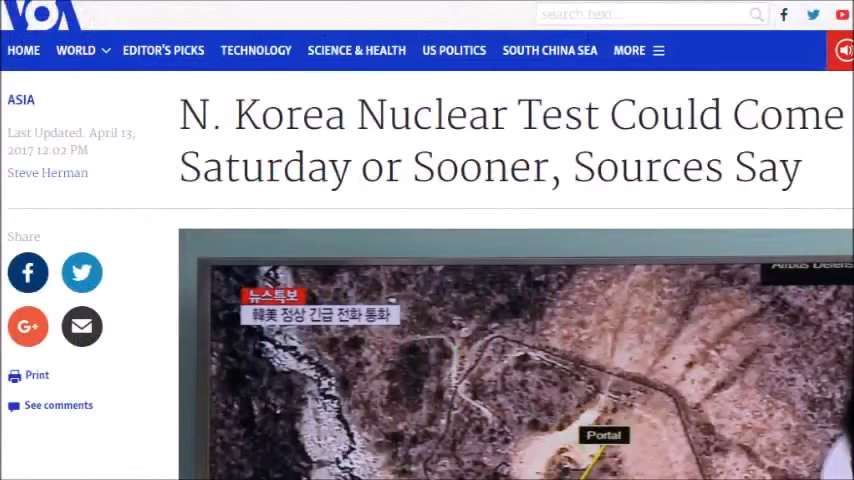 VOA
search text...
HOME WORLD EDITOR'S PICKS TECHNOLOGY SCIENCE & HEALTH US POLITICS SOUTH CHINA SEA MORE
ASIA
Last Updated. April 13,
2017 12:02 PM
Steve Herman
N. Korea Nuclear Test Could Come
Saturday or Sooner, Sources Say
Share
G+
Print
See comments
뉴스특보
韓美 정상 긴급 전화 통화
Portal